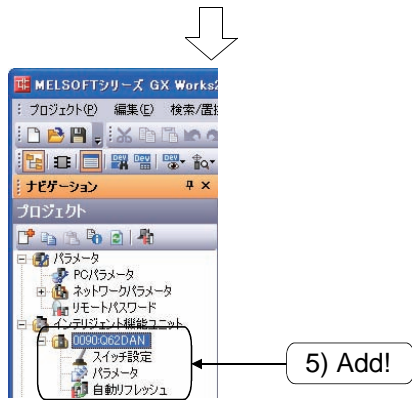 MELSOFTシリーズ GX Works2
プロジェクト(P) 編集(E) 検索/置換
ナビゲーション
プロジェクト
パラメータ
PCパラメータ
ネットワークパラメータ
リモートパスワード
インテリジェント機能ユニット
0090:Q62DAN
スイッチ設定
パラメータ
自動リフレッシュ
5) Add!